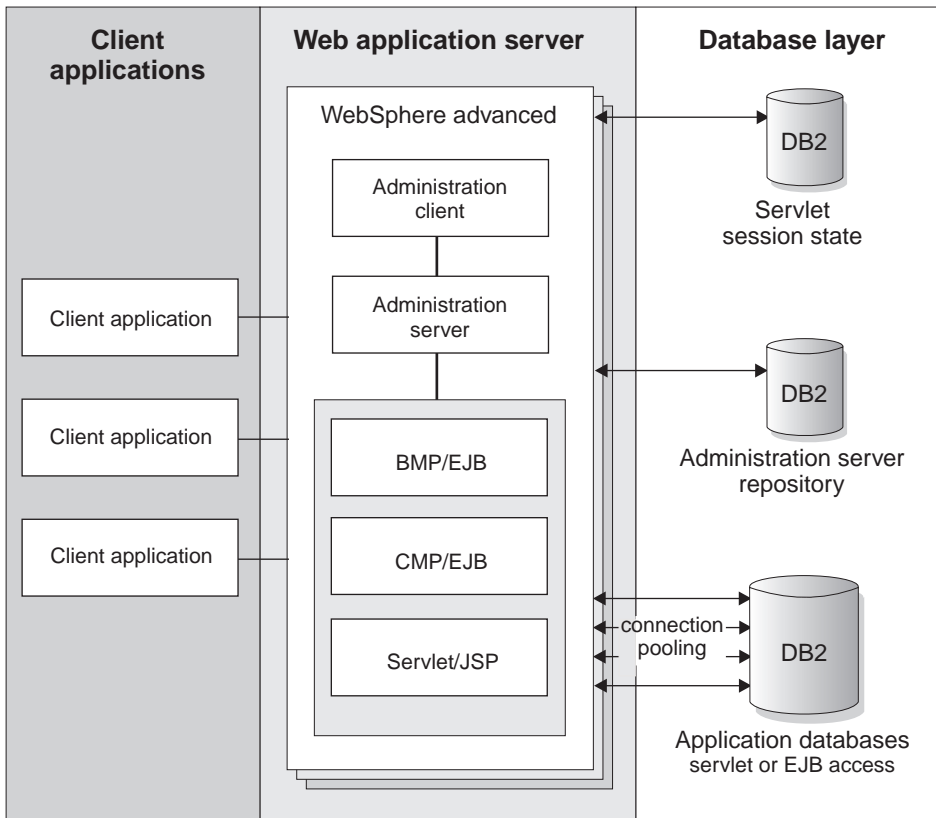 Client
applications
Web application server
Database layer
WebSphere advanced
Administration
client
Administration
server
BMP/EJB
CMP/EJB
Servlet/JSP
Client application
Client application
Client application
DB2
Servlet
session state
DB2
Administration server
repository
connection
pooling
DB2
Application databases
servlet or EJB access